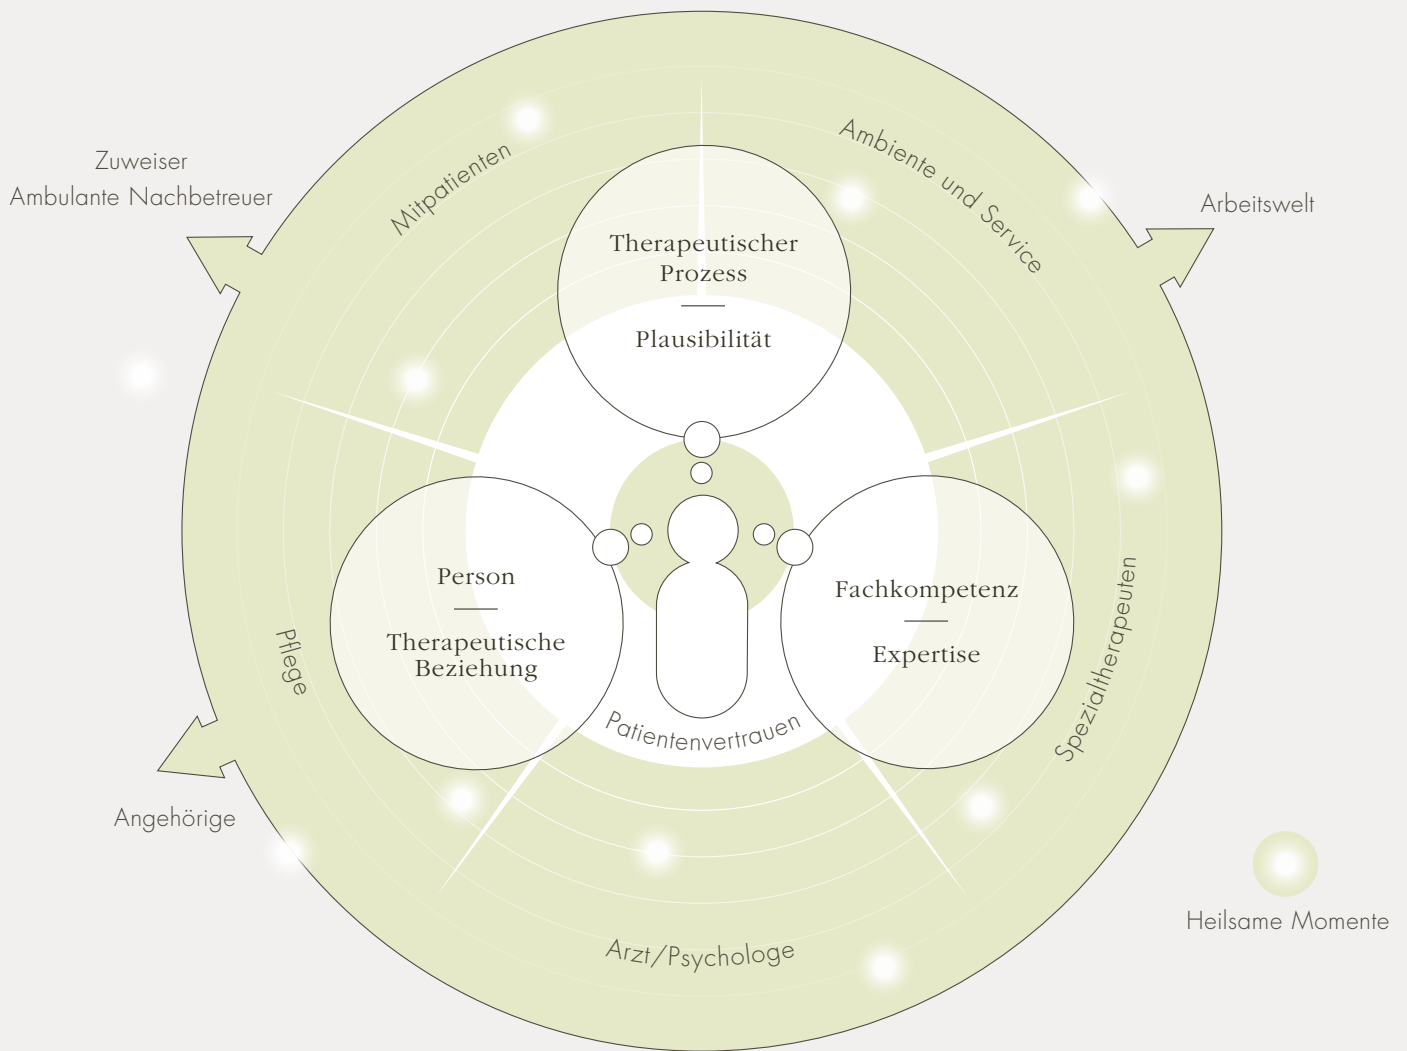 Zuweiser
Ambulante Nachbetreuer
Mitpatienten
Ambiente und Service
Arbeitswelt
Therapeutischer
Prozess
Plausibilität
Person
Therapeutische
Beziehung
Fachkompetenz
Expertise
Pflege
Spezialtherapeuten
Patientenvertrauen
Angehörige
Arzt/Psychologe
Heilsame Momente